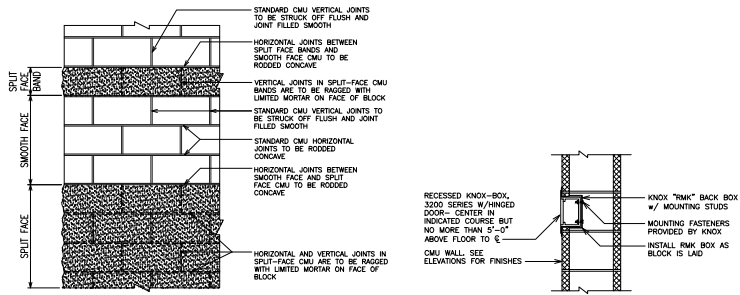 STANDARD CMU VERTICAL JOINTS
TO BE STRUCK OFF FLUSH AND
JOINT FILLED SMOOTH
HORIZONTAL JOINTS BETWEEN
SPLIT FACE BANDS AND
SMOOTH FACE CMU TO BE
RODDED CONCAVE
VERTICAL JOINTS IN SPLIT-FACE CMU
BANDS ARE TO BE RAGGED WITH
LIMITED MORTAR ON FACE OF BLOCK
STANDARD CMU VERTICAL JOINTS TO
BE STRUCK OFF FLUSH AND JOINT
FILLED SMOOTH
STANDARD CMU HORIZONTAL
JOINTS TO BE RODDED
CONCAVE
HORIZONTAL JOINTS BETWEEN
SMOOTH FACE AND SPLIT
FACE CMU TO BE RODDED
CONCAVE
HORIZONTAL AND VERTICAL JOINTS IN
SPLIT-FACE CMU ARE TO BE RAGGED
WITH LIMITED MORTAR ON FACE OF
BLOCK
SPLIT
FACE
BAND
SMOOTH FACE
SPLIT FACE
RECESSED KNOX-BOX,
3200 SERIES W/HINGED
DOOR- CENTER IN
INDICATED COURSE BUT
NO MORE THAN 5'-0"
ABOVE FLOOR TO ℄
CMU WALL. SEE
ELEVATIONS FOR FINISHES
KNOX "RMK" BACK BOX
w/ MOUNTING STUDS
MOUNTING FASTENERS
PROVIDED BY KNOX
INSTALL RMK BOX AS
BLOCK IS LAID